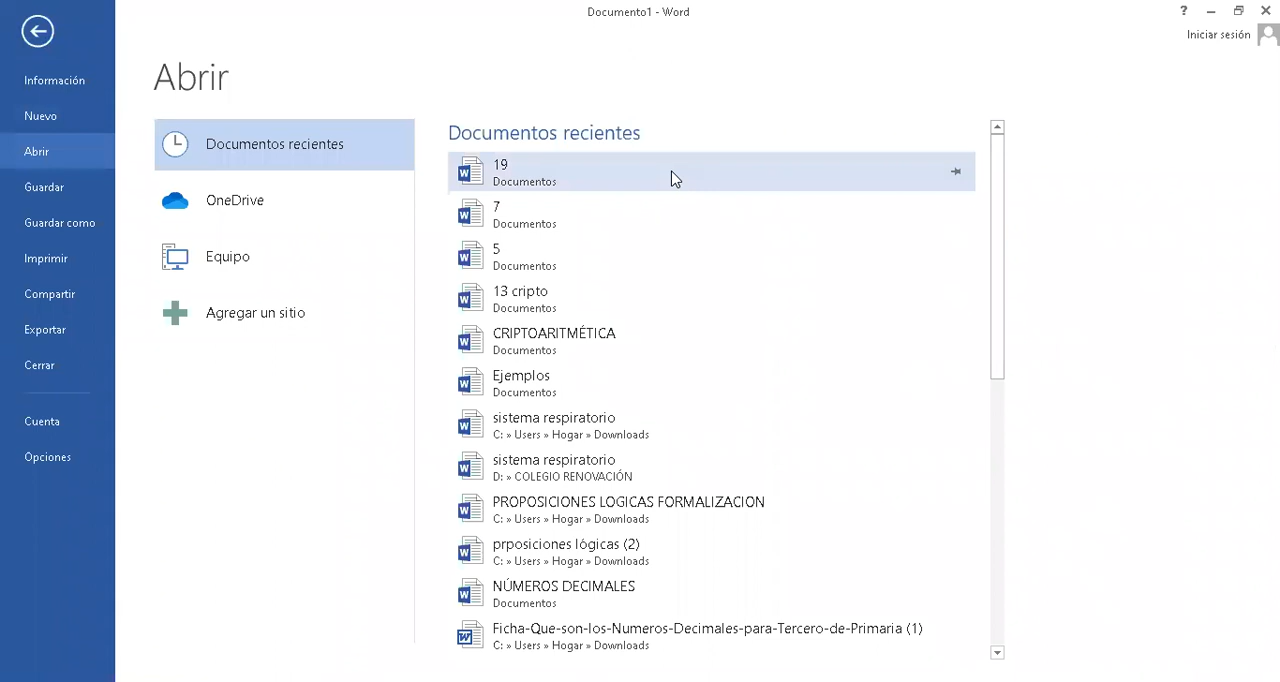 Documento1 - Word
?
Iniciar sesión
Información
Nuevo
Abrir
Guardar
Guardar como
Imprimir
Compartir
Exportar
Cerrar
Cuenta
Opciones
Abrir
Documentos recientes
OneDrive
Equipo
Agregar un sitio
Documentos recientes
19
Documentos
7
Documentos
5
Documentos
13 cripto
Documentos
CRIPTOARITMÉTICA
Documentos
Ejemplos
Documentos
sistema respiratorio
C: » Users » Hogar » Downloads
sistema respiratorio
D: » COLEGIO RENOVACIÓN
PROPOSICIONES LOGICAS FORMALIZACION
C: » Users » Hogar » Downloads
prposiciones lógicas (2)
C: » Users » Hogar » Downloads
NÚMEROS DECIMALES
Documentos
Ficha-Que-son-los-Numeros-Decimales-para-Tercero-de-Primaria (1)
C: » Users » Hogar » Downloads